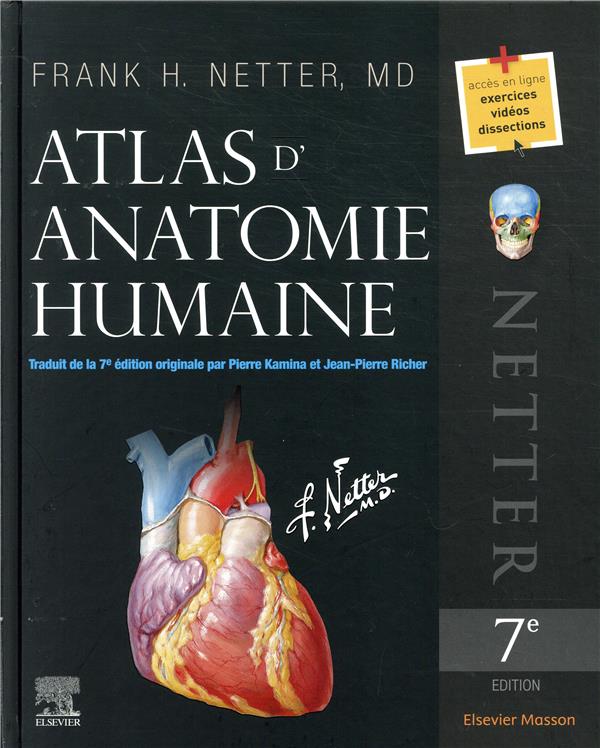 FRANK H. NETTER, MD
ATLAS D'
ANATOMIE
HUMAINE
Traduit de la 7e édition originale par Pierre Kamina et Jean-Pierre Richer
+
accès en ligne
exercices
vidéos
dissections
NETTER
F. Netter
M.D.
7e
EDITION
ELSEVIER
Elsevier Masson